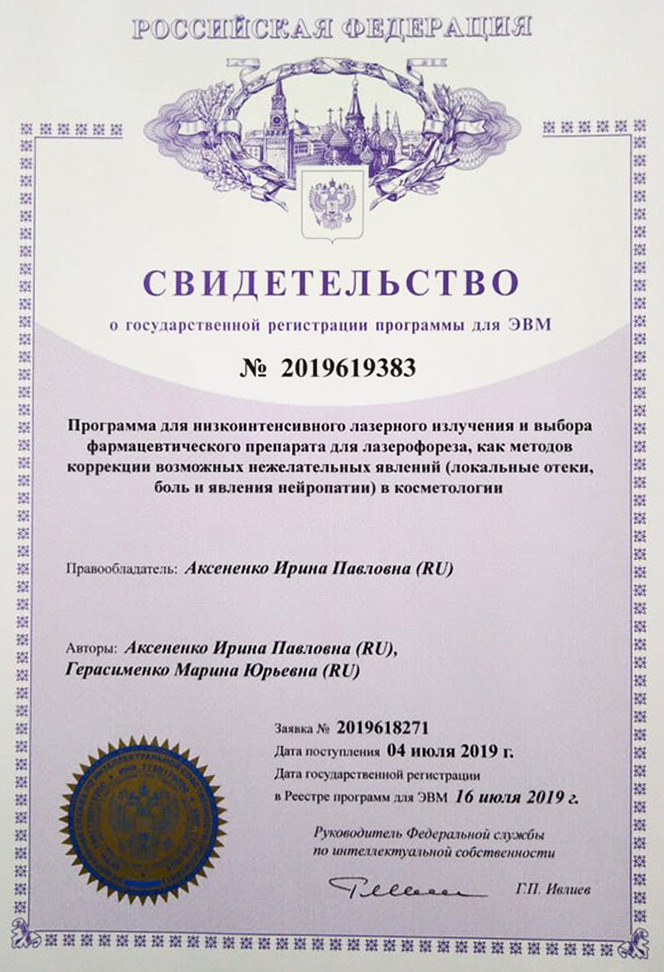 РОССИЙСКАЯ ФЕДЕРАЦИЯ
СВИДЕТЕЛЬСТВО
о государственной регистрации программы для ЭВМ
№ 2019619383
Программа для низкоинтенсивного лазерного излучения и выбора
фармацевтического препарата для лазерофореза, как методов
коррекции возможных нежелательных явлений (локальные отеки,
боль и явления нейропатии) в косметологии
Правообладатель: Аксененко Ирина Павловна (RU)
Авторы: Аксененко Ирина Павловна (RU),
Герасименко Марина Юрьевна (RU)
Заявка № 2019618271
Дата поступления 04 июля 2019 г.
Дата государственной регистрации
в Реестре программ для ЭВМ 16 июля 2019 г.
Руководитель Федеральной службы
по интеллектуальной собственности
Г.П. Ивлиев